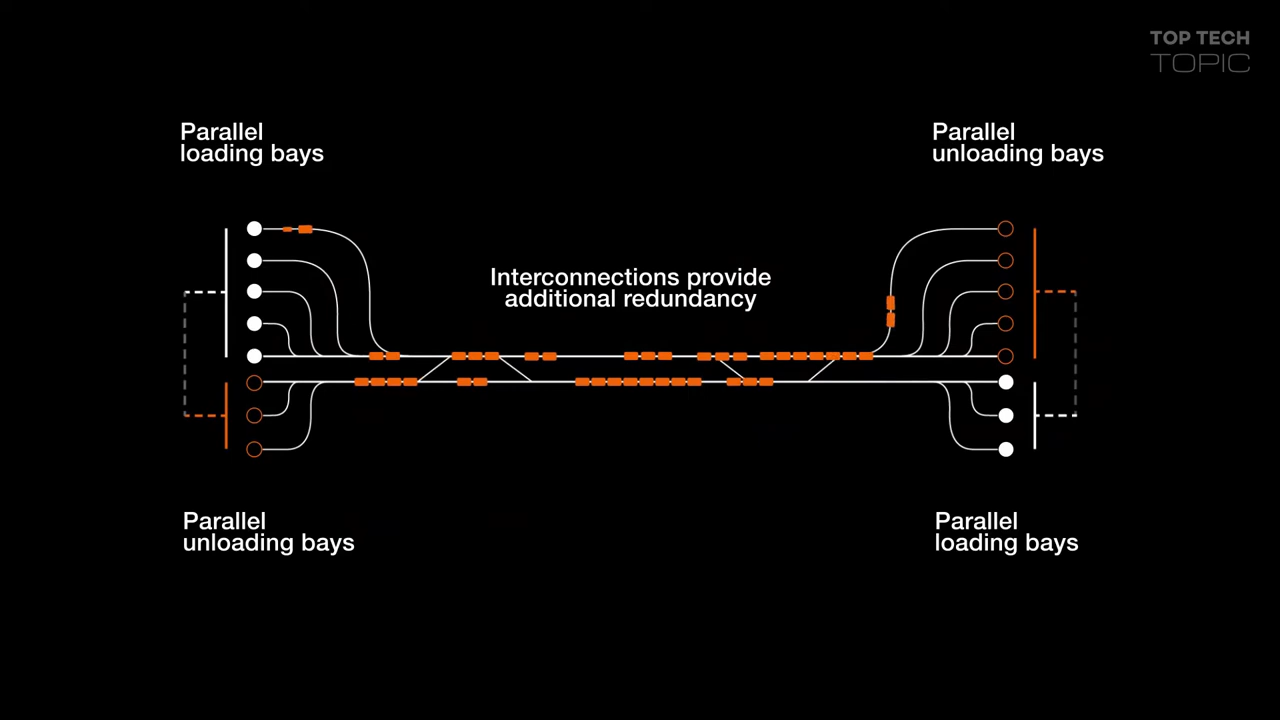 TOP TECH
TOPIC
Parallel
loading bays
Parallel
unloading bays
Interconnections provide
additional redundancy
Parallel
unloading bays
Parallel
loading bays